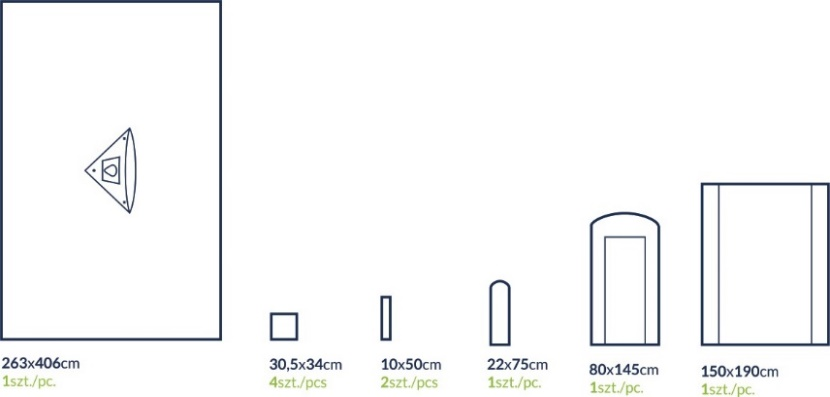 263x406cm
1szt./pc.
30,5x34cm
4szt./pcs
10x50cm
2szt./pcs
22x75cm
1szt./pc.
80x145cm
1szt./pc.
150x190cm
1szt./pc.